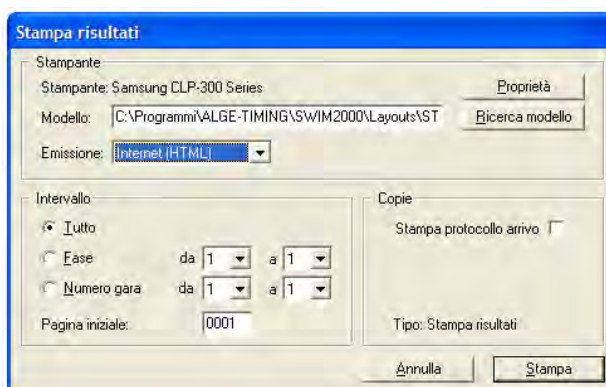 Stampa risultati
Stampante
Stampante: Samsung CLP-300 Series
Proprietà
Modello: C:\Programmi\ALGE-TIMING\SWIM2000\Layouts\ST
Ricerca modello
Emissione: Internet (HTML)
Intervallo
Tutto
Fase da 1 a 1
Numero gara da 1 a 1
Pagina iniziale: 0001
Copie
Stampa protocollo arrivo
Tipo: Stampa risultati
Annulla Stampa